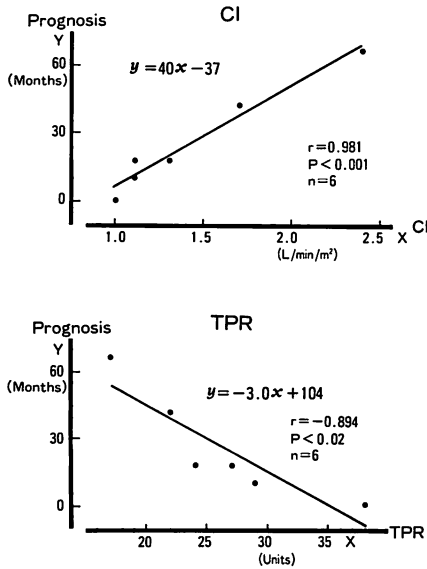 CI
Prognosis
Y
(Months)
60
30
0
y=40x-37
r=0.981
P<0.001
n=6
1.0 1.5 2.0 2.5
X CI
(L/min/m²)
TPR
Prognosis
Y
(Months)
60
30
0
y=-3.0x+104
r=-0.894
P<0.02
n=6
20 25 30 35 X TPR
(Units)